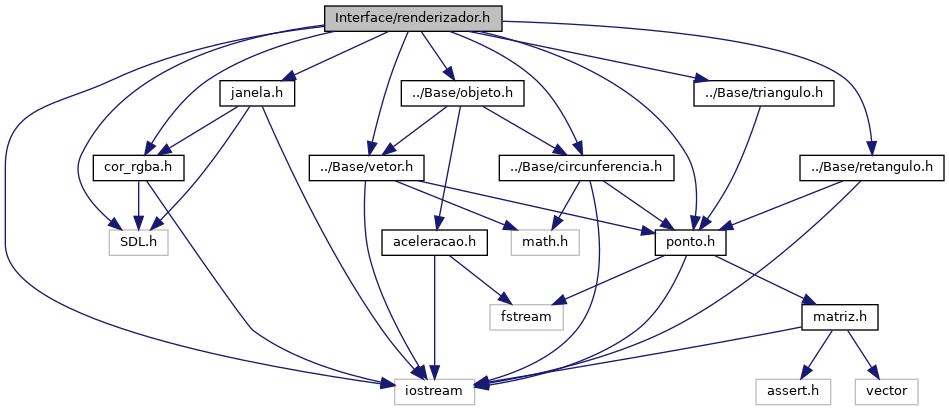 Interface/renderizador.h
janela.h
../Base/objeto.h
../Base/triangulo.h
cor_rgba.h
../Base/vetor.h
../Base/circunferencia.h
../Base/retangulo.h
SDL.h
aceleracao.h
math.h
ponto.h
fstream
matriz.h
iostream
assert.h
vector